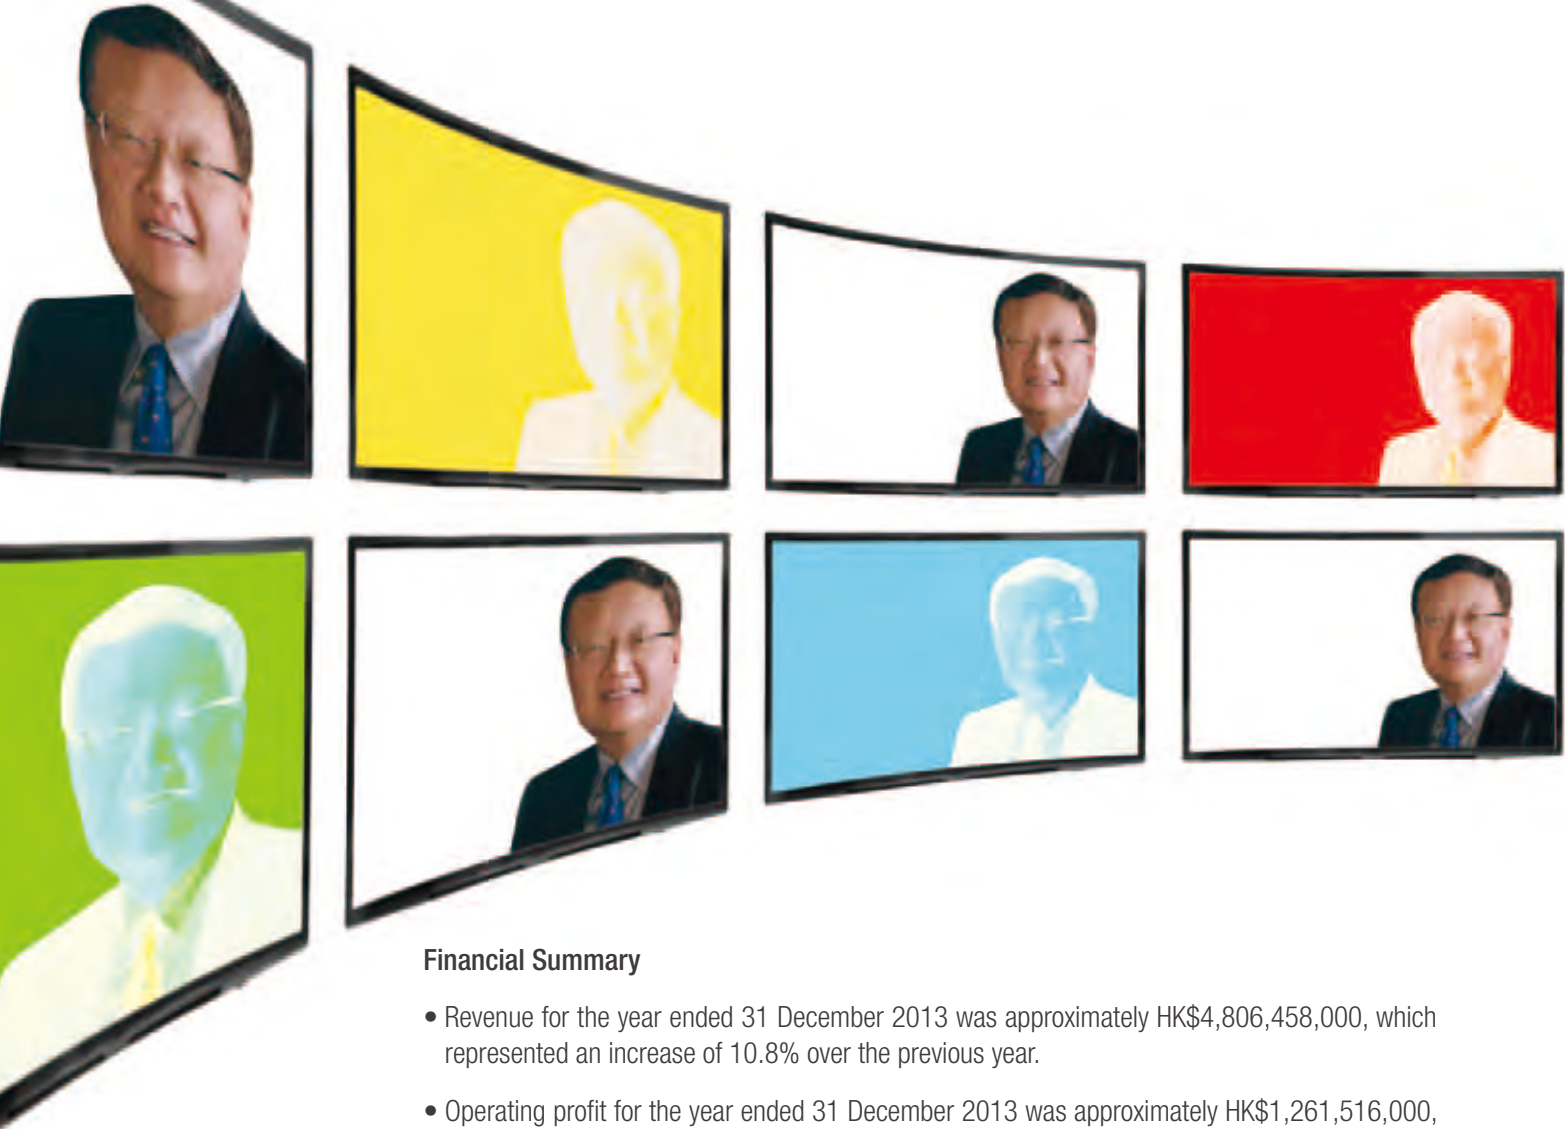 Financial Summary
• Revenue for the year ended 31 December 2013 was approximately HK$4,806,458,000, which
represented an increase of 10.8% over the previous year.
• Operating profit for the year ended 31 December 2013 was approximately HK$1,261,516,000,